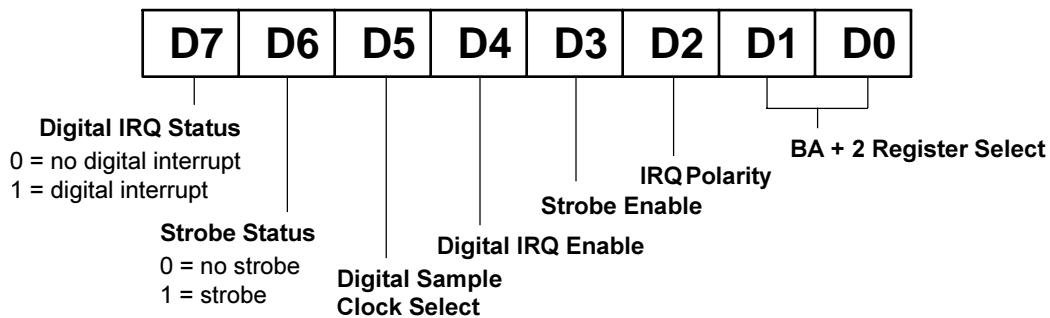 D7 D6 D5 D4 D3 D2 D1 D0
Digital IRQ Status
0 = no digital interrupt
1 = digital interrupt
BA + 2 Register Select
IRQ Polarity
Strobe Enable
Strobe Status
0 = no strobe
1 = strobe
Digital IRQ Enable
Digital Sample
Clock Select